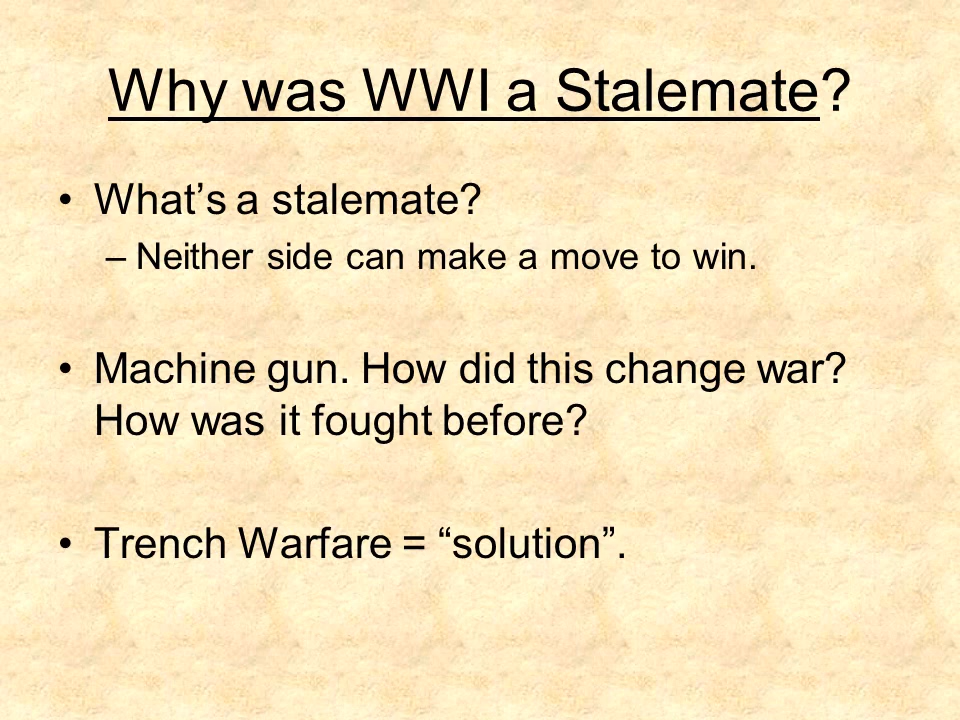 Why was WWI a Stalemate?
• What’s a stalemate?
– Neither side can make a move to win.
• Machine gun. How did this change war?
How was it fought before?
• Trench Warfare = “solution”.